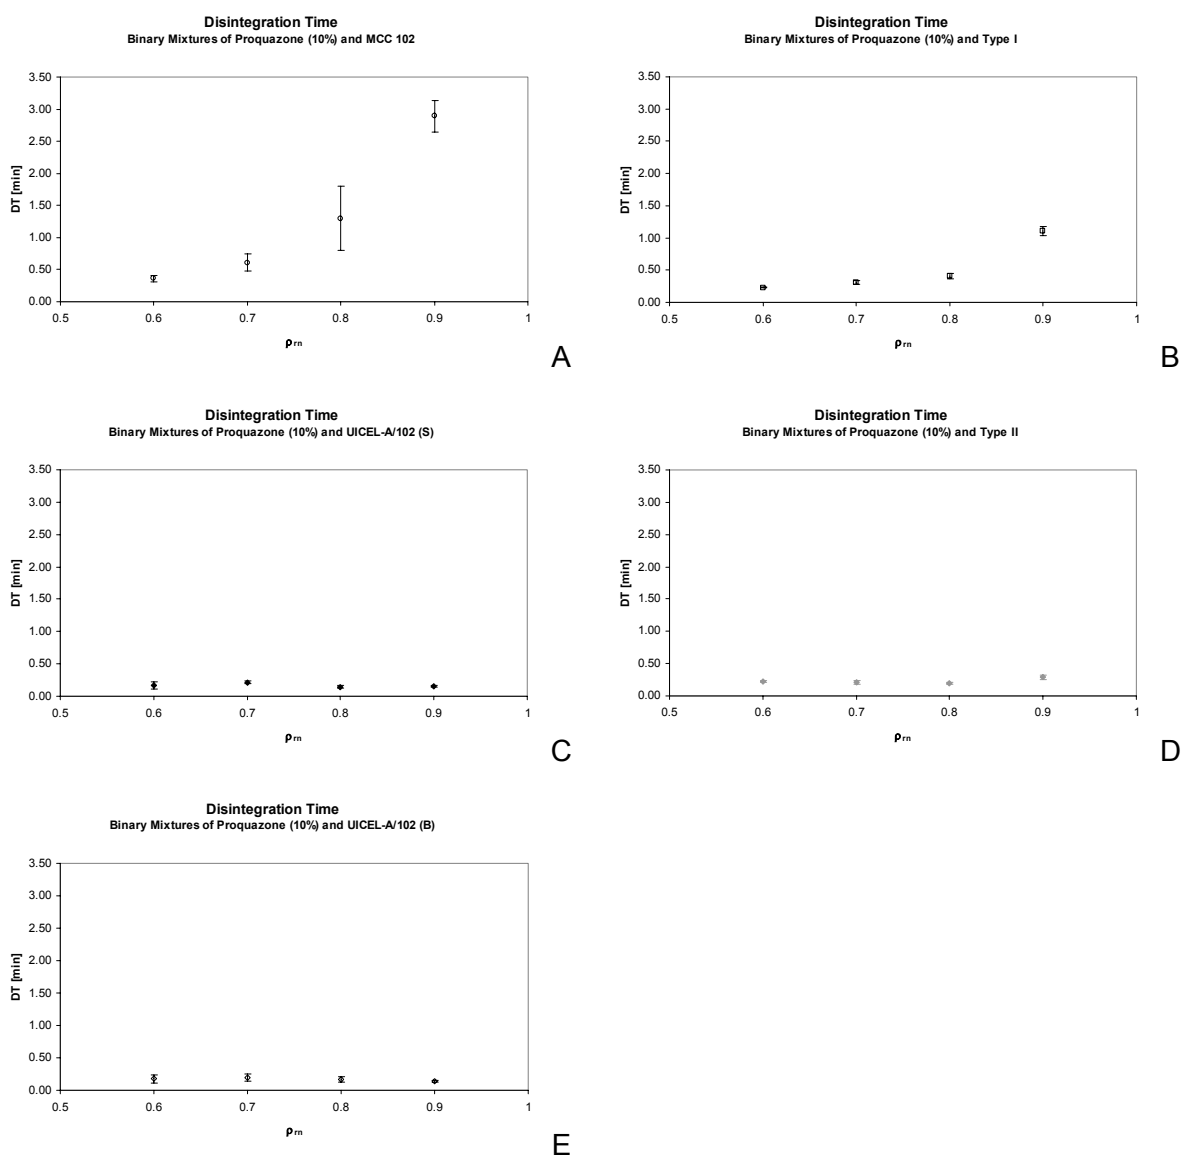 Disintegration Time
Binary Mixtures of Proquazone (10%) and MCC 102
3.50
3.00
2.50
2.00
1.50
1.00
0.50
0.00
DT [min]
0.5 0.6 0.7 0.8 0.9 1
ρrn
A
Disintegration Time
Binary Mixtures of Proquazone (10%) and Type I
3.50
3.00
2.50
2.00
1.50
1.00
0.50
0.00
DT [min]
0.5 0.6 0.7 0.8 0.9 1
ρrn
B
Disintegration Time
Binary Mixtures of Proquazone (10%) and UICEL-A/102 (S)
3.50
3.00
2.50
2.00
1.50
1.00
0.50
0.00
DT [min]
0.5 0.6 0.7 0.8 0.9 1
ρrn
C
Disintegration Time
Binary Mixtures of Proquazone (10%) and Type II
3.50
3.00
2.50
2.00
1.50
1.00
0.50
0.00
DT [min]
0.5 0.6 0.7 0.8 0.9 1
ρrn
D
Disintegration Time
Binary Mixtures of Proquazone (10%) and UICEL-A/102 (B)
3.50
3.00
2.50
2.00
1.50
1.00
0.50
0.00
DT [min]
0.5 0.6 0.7 0.8 0.9 1
ρrn
E